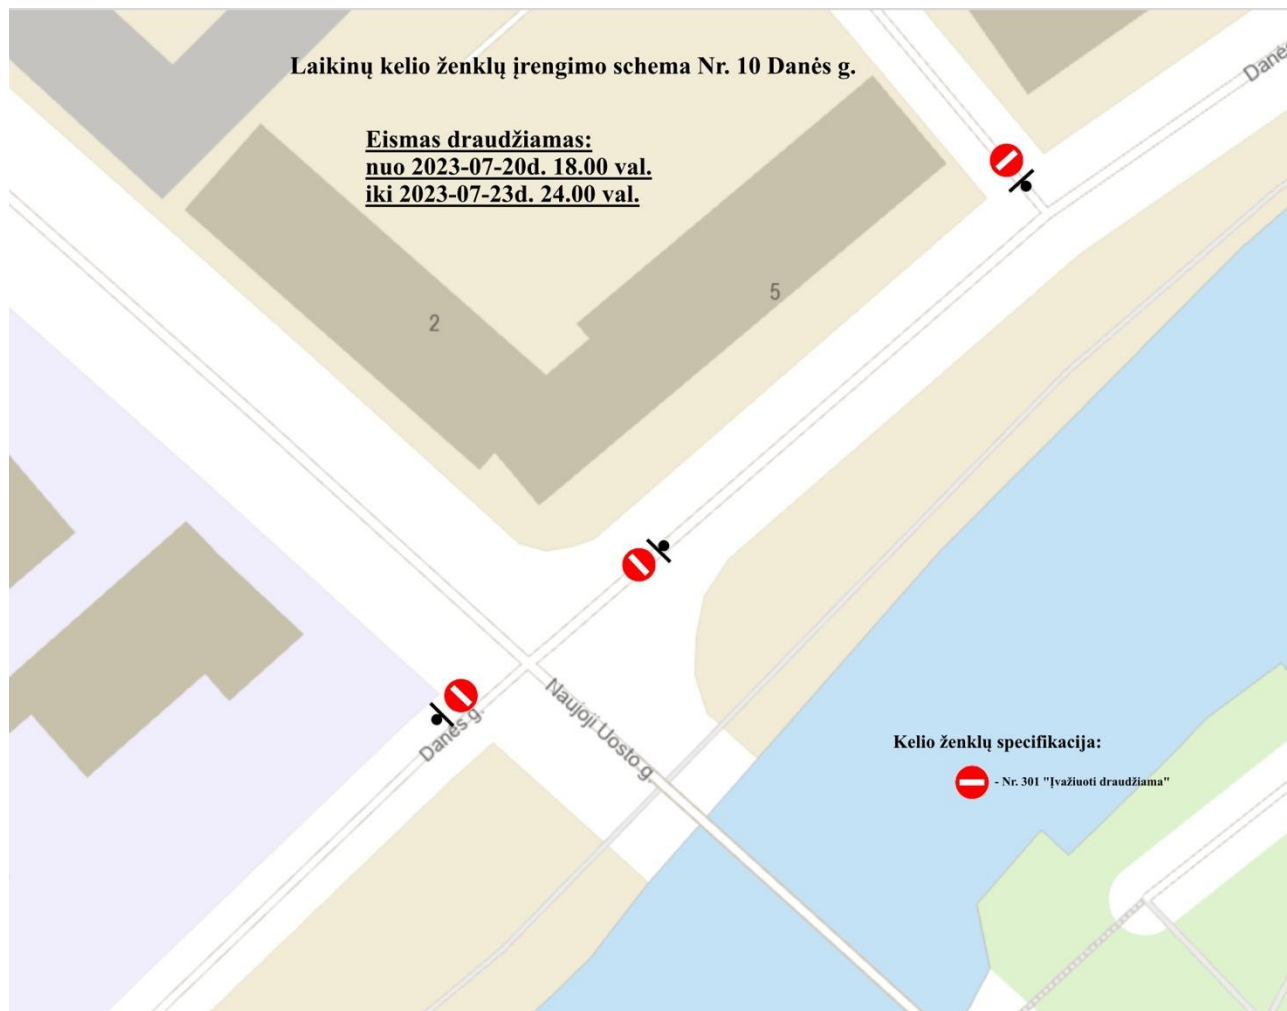 Laikinų kelio ženklų įrengimo schema Nr. 10 Danės g.
Danės
Eismas draudžiamas:
nuo 2023-07-20d. 18.00 val.
iki 2023-07-23d. 24.00 val.
5
2
Naujoji Uosto g.
Danės g.
Kelio ženklų specifikacija:
- Nr. 301 "Įvažiuoti draudžiama"